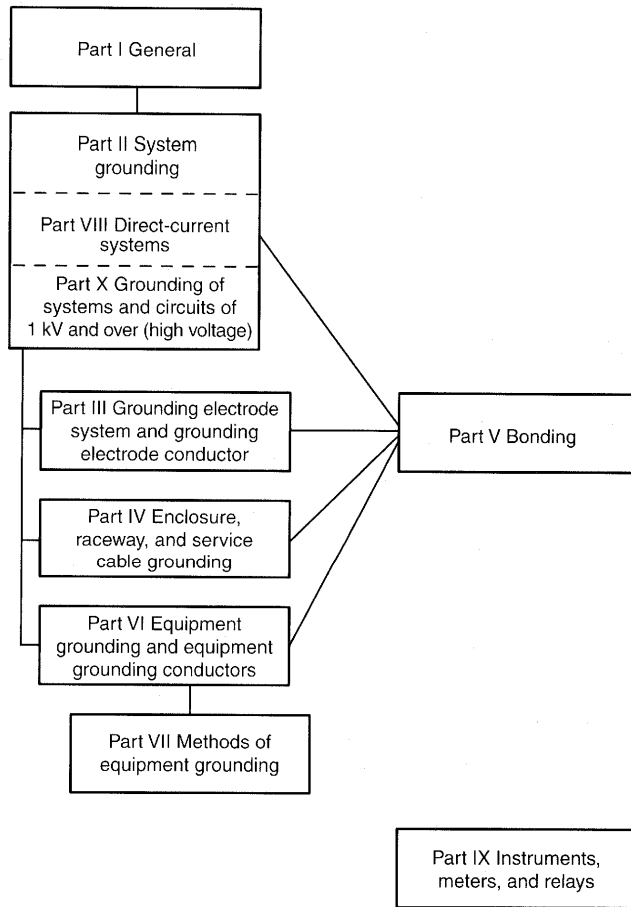 Part I General
Part II System
grounding
Part VIII Direct-current
systems
Part X Grounding of
systems and circuits of
1 kV and over (high voltage)
Part III Grounding electrode
system and grounding
electrode conductor
Part V Bonding
Part IV Enclosure,
raceway, and service
cable grounding
Part VI Equipment
grounding and equipment
grounding conductors
Part VII Methods of
equipment grounding
Part IX Instruments,
meters, and relays